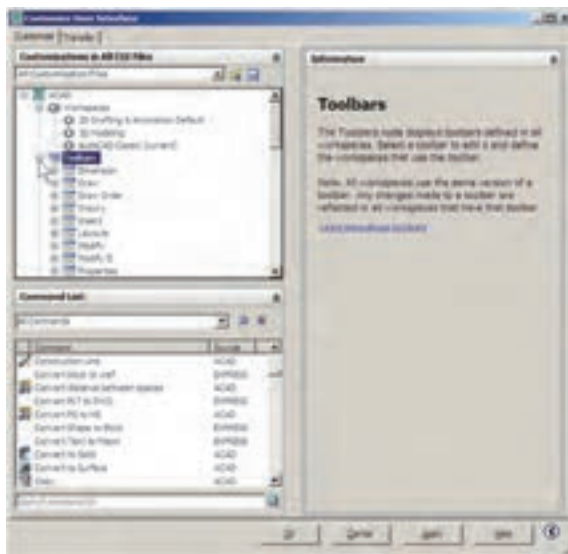 Customize User Interface
Customize
Transfer
Customizations in All CUI Files
All Customization Files
ACAD
Workspaces
2D Drafting & Annotation Default
3D Modeling
AutoCAD Classic (current)
Toolbars
Dimension
Draw
Draw Order
Inquiry
Insert
Layouts
Modify
Modify II
Properties
Command List:
All Commands
Command Source
Construction Line ACAD
Convert block to xref EXPRESS
Convert distance between spaces ACAD
Convert PLT to DWG EXPRESS
Convert PS to MS ACAD
Convert Shape to Block EXPRESS
Convert Text to Mtext EXPRESS
Convert to Solid ACAD
Convert to Surface ACAD
Copy ACAD
Information
Toolbars
The Toolbars node displays toolbars defined in all
workspaces. Select a toolbar to edit it and define
the workspaces that use the toolbar.
Note: All workspaces use the same version of a
toolbar. Any changes made to a toolbar are
reflected in all workspaces that have that toolbar.
Cancel
Apply
Help